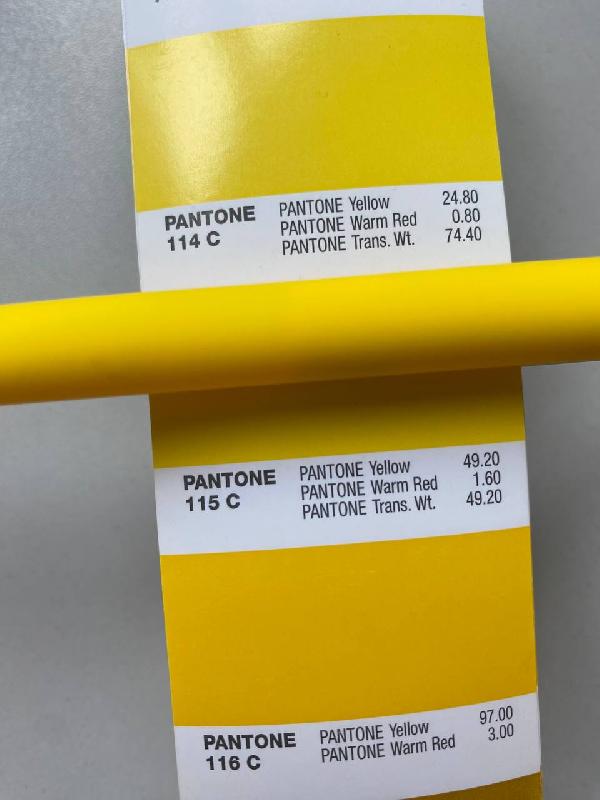 PANTONE
114 C
PANTONE Yellow 24.80
PANTONE Warm Red 0.80
PANTONE Trans. Wt. 74.40
PANTONE
115 C
PANTONE Yellow 49.20
PANTONE Warm Red 1.60
PANTONE Trans. Wt. 49.20
PANTONE
116 C
PANTONE Yellow 97.00
PANTONE Warm Red 3.00